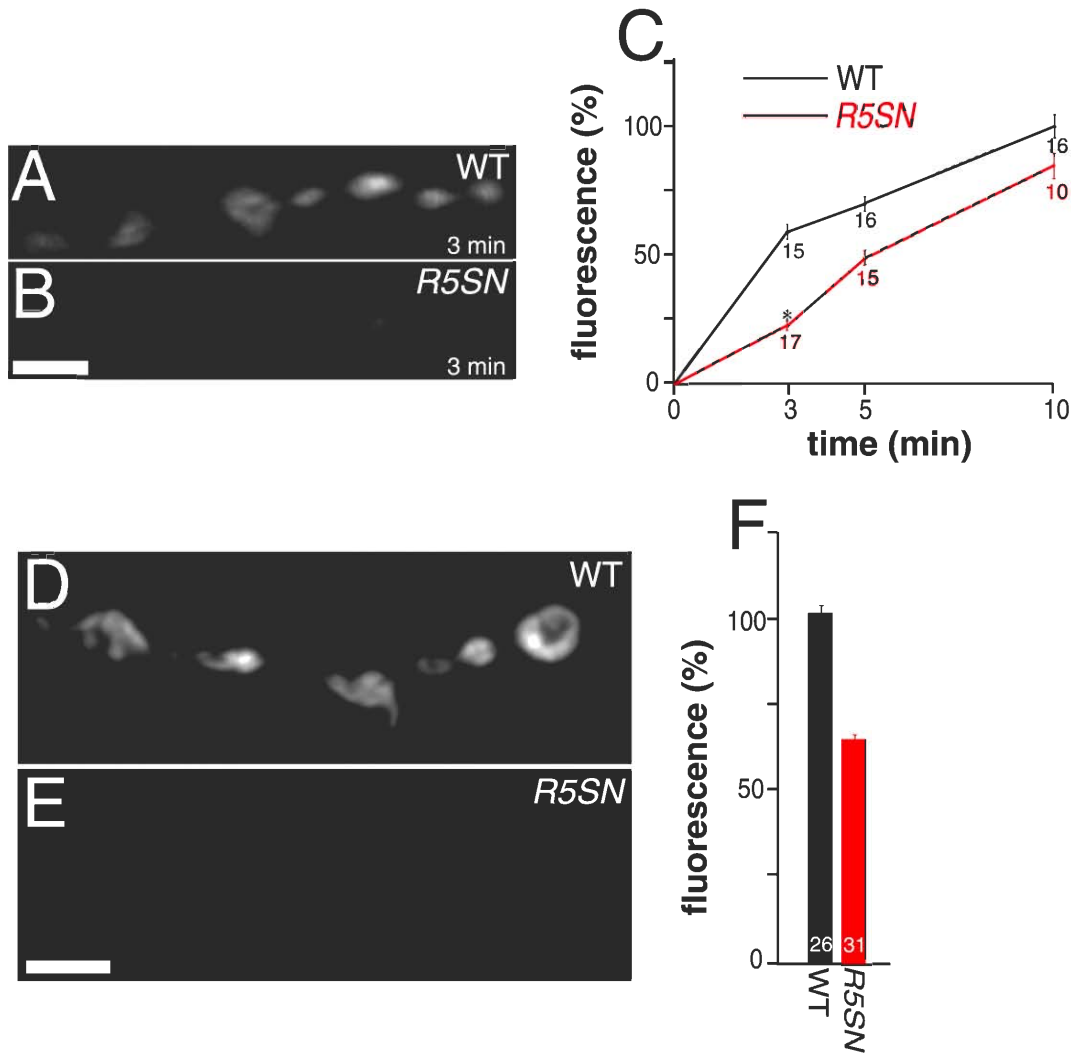 A
WT
3 min
B
R5SN
3 min
C
WT
R5SN
fluorescence (%)
100
50
0
16
10
15
16
15
*
17
0 3 5 10
time (min)
D
WT
E
R5SN
F
fluorescence (%)
100
50
0
26 31
WT
R5SN